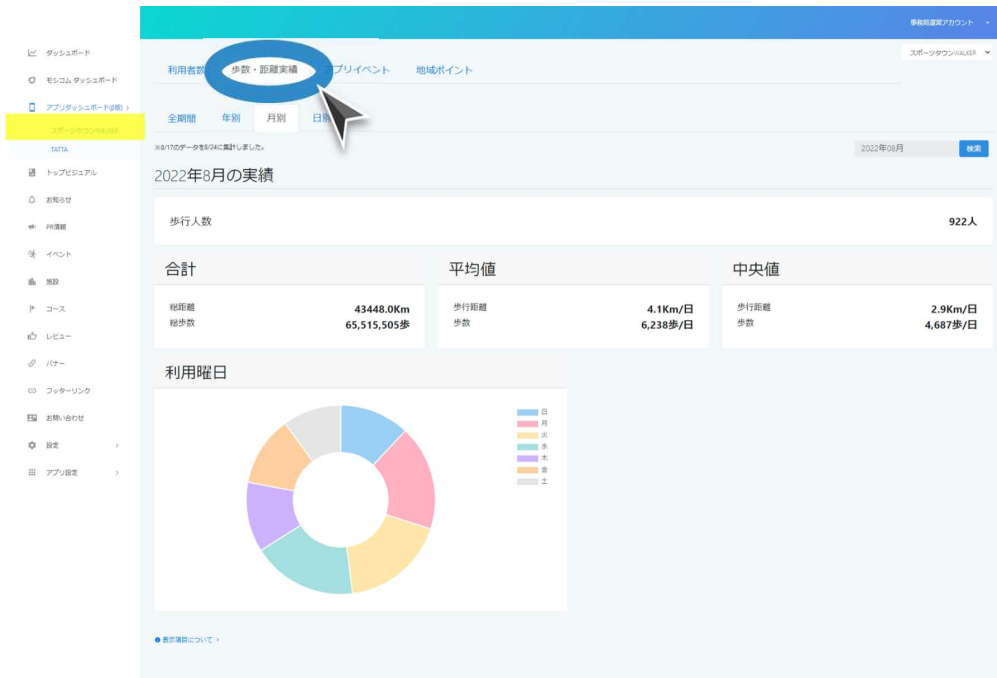 事務局運営アカウント
スポーツタウンWALKER
ダッシュボード
モシコム ダッシュボード
アプリダッシュボード(β版)
スポーツタウンWALKER
TATTA
トップビジュアル
お知らせ
PR情報
イベント
施設
コース
レビュー
バナー
フッターリンク
お問い合わせ
設定
アプリ設定
利用者数
歩数・距離実績
アプリイベント
地域ポイント
全期間
年別
月別
日別
※8/17のデータを8/24に集計しました。
2022年08月
検索
2022年8月の実績
歩行人数
922人
合計
総距離 43448.0Km
総歩数 65,515,505歩
平均値
歩行距離 4.1Km/日
歩数 6,238歩/日
中央値
歩行距離 2.9Km/日
歩数 4,687歩/日
利用曜日
日
月
火
水
木
金
土
表示項目について